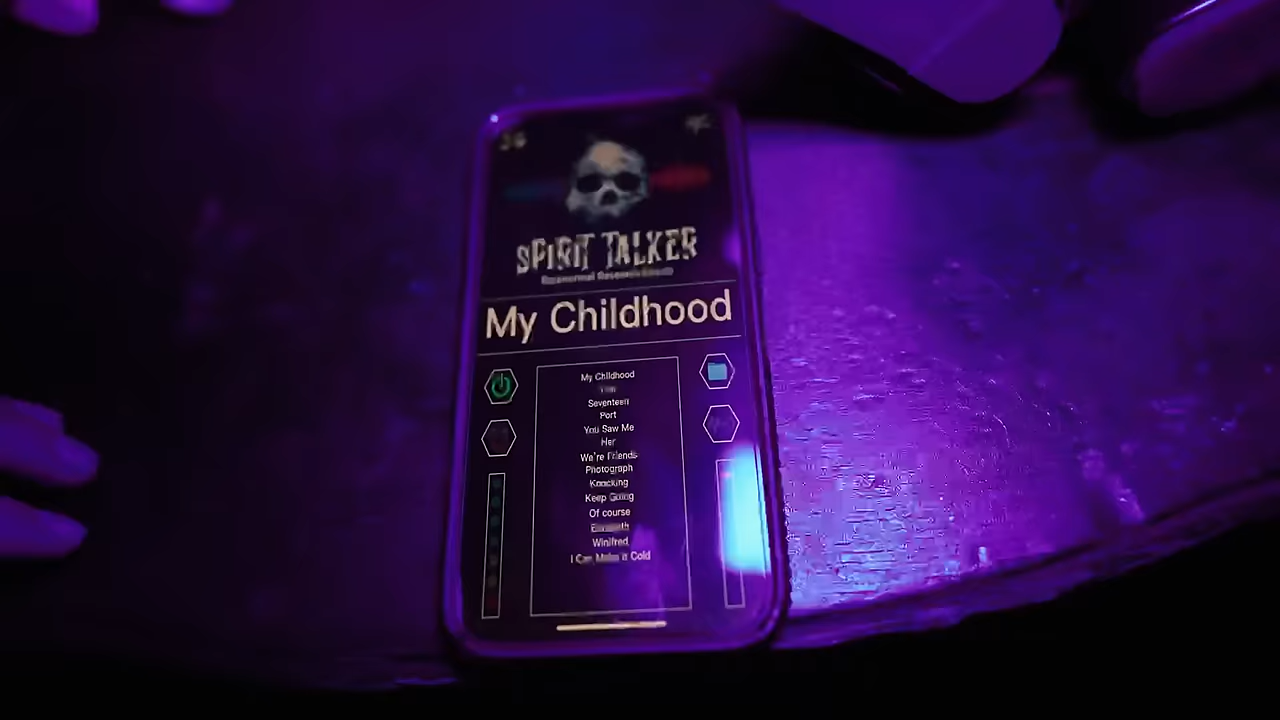 SPIRIT TALKER
Paranormal Research
My Childhood
My Childhood
Seventeen
Port
You Saw Me
Her
We're Friends
Photograph
Knocking
Keep Going
Of course
Winifred
I Can Make it Cold